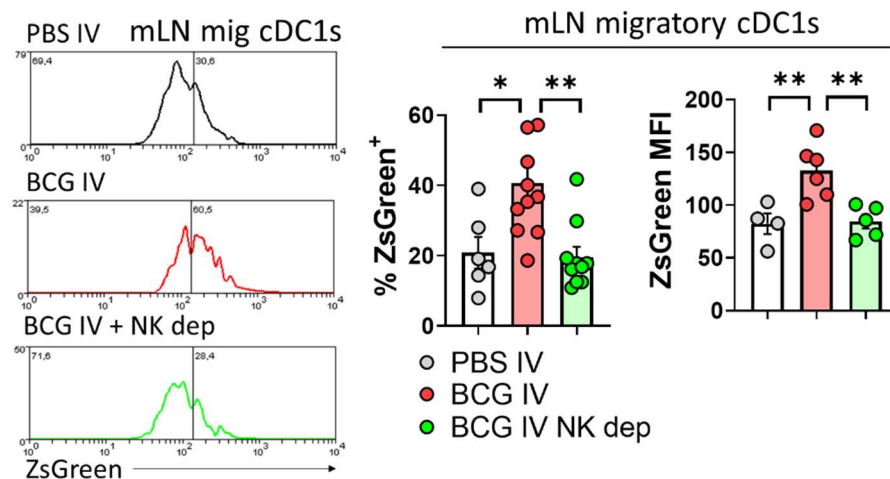 PBS IV mLN mig cDC1s
79
69,4 30,6
0
10⁰ 10¹ 10² 10³ 10⁴
BCG IV
22
39,5 60,5
0
10⁰ 10¹ 10² 10³ 10⁴
BCG IV + NK dep
50
71,6 28,4
0
10⁰ 10¹ 10² 10³ 10⁴
ZsGreen
mLN migratory cDC1s
* **
% ZsGreen⁺
60
40
20
0
** **
ZsGreen MFI
200
150
100
50
0
PBS IV
BCG IV
BCG IV NK dep